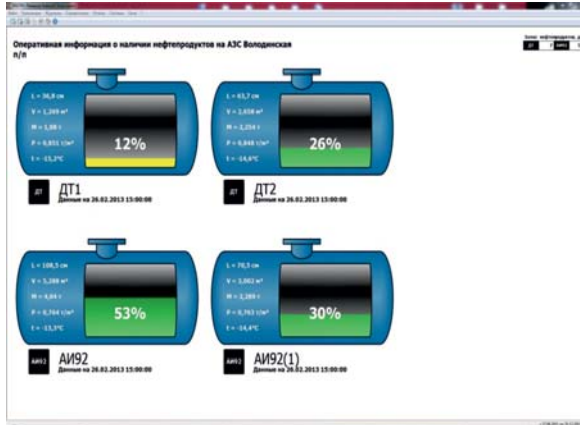 Оперативная информация о наличии нефтепродуктов на АЗС Володинская
п/п
L = 36,8 см
V = 1,269 м³
M = 1,08 т
P = 0,851 т/м³
t = -15,2°C
12%
ДТ
ДТ1
Данные на 26.02.2013 15:00:00
L = 63,7 см
V = 2,658 м³
M = 2,254 т
P = 0,848 т/м³
t = -14,6°C
26%
ДТ
ДТ2
Данные на 26.02.2013 15:00:00
L = 108,5 см
V = 5,288 м³
M = 4,04 т
P = 0,764 т/м³
t = -13,3°C
53%
АИ92
АИ92
Данные на 26.02.2013 15:00:00
L = 70,5 см
V = 3,002 м³
M = 2,289 т
P = 0,763 т/м³
t = -14,4°C
30%
АИ92
АИ92(1)
Данные на 26.02.2013 15:00:00